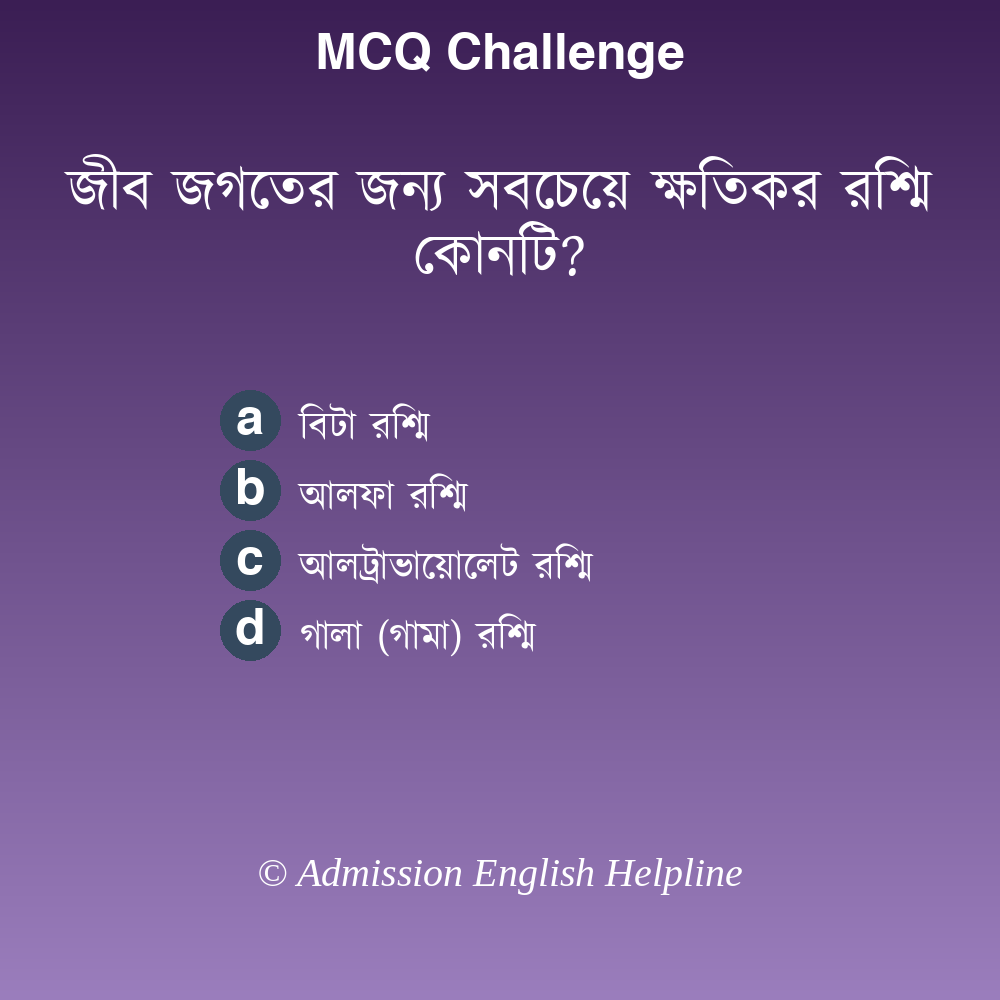 MCQ Challenge
জীব জগতের জন্য সবচেয়ে ক্ষতিকর রশ্মি
কোনটি?
a বিটা রশ্মি
b আলফা রশ্মি
c আলট্রাভায়োলেট রশ্মি
d গালা (গামা) রশ্মি
© Admission English Helpline